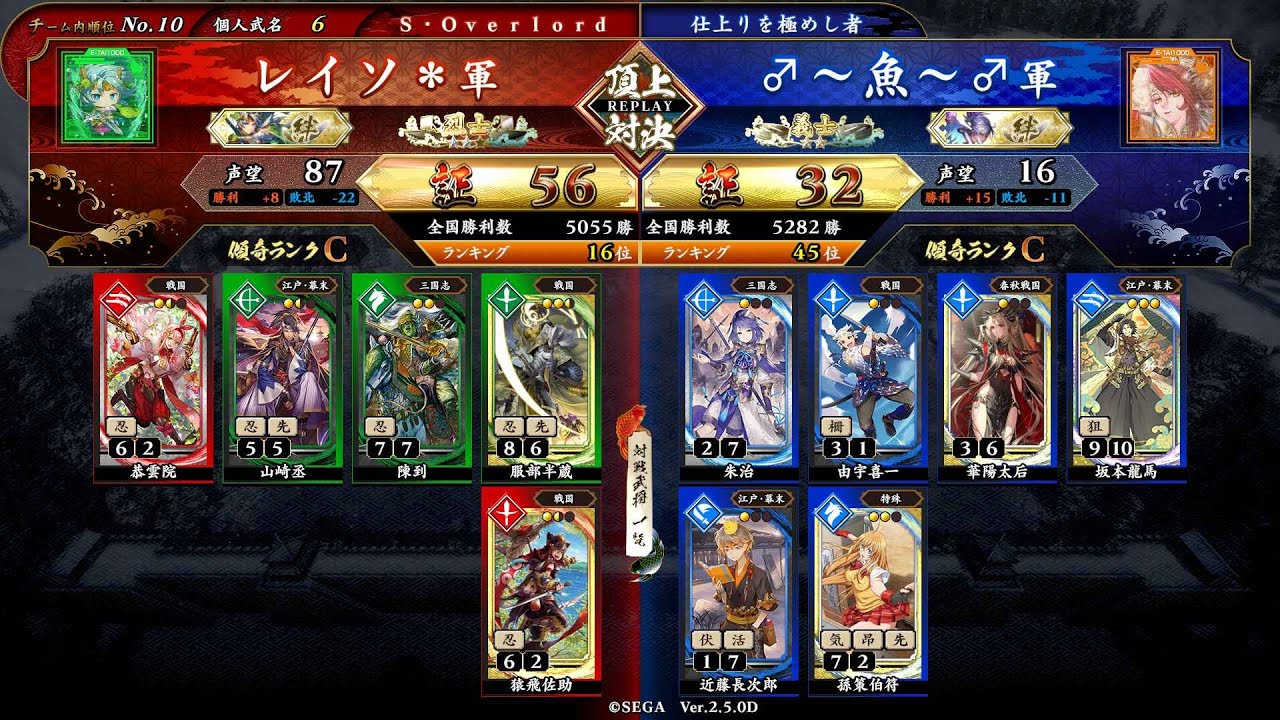 チーム内順位 No.10 個人武名 6 S・Overlord 仕上りを極めし者
E-TAI1000
E-TAI1000
レイソ＊軍
頂上
REPLAY
対決
♂～魚～♂軍
絆 烈士
義士 絆
声望 87
勝利 +8 敗北 -22
証 56
証 32
声望 16
勝利 +15 敗北 -11
全国勝利数 5055勝
全国勝利数 5282勝
傾奇ランクC
ランキング 16位
ランキング 45位
傾奇ランクC
戦国
忍
6 2
恭雲院
江戸・幕末
忍 先
5 5
山崎丞
三国志
忍
7 7
陳到
戦国
忍 先
8 6
服部半蔵
三国志
2 7
朱治
戦国
柵
3 1
由宇喜一
春秋戦国
3 6
華陽太后
江戸・幕末
狙
9 10
坂本龍馬
対戦武将一覧
戦国
忍
6 2
猿飛佐助
江戸・幕末
伏 活
1 7
近藤長次郎
特殊
気 昂 先
7 2
孫策伯符
©SEGA Ver.2.5.0D